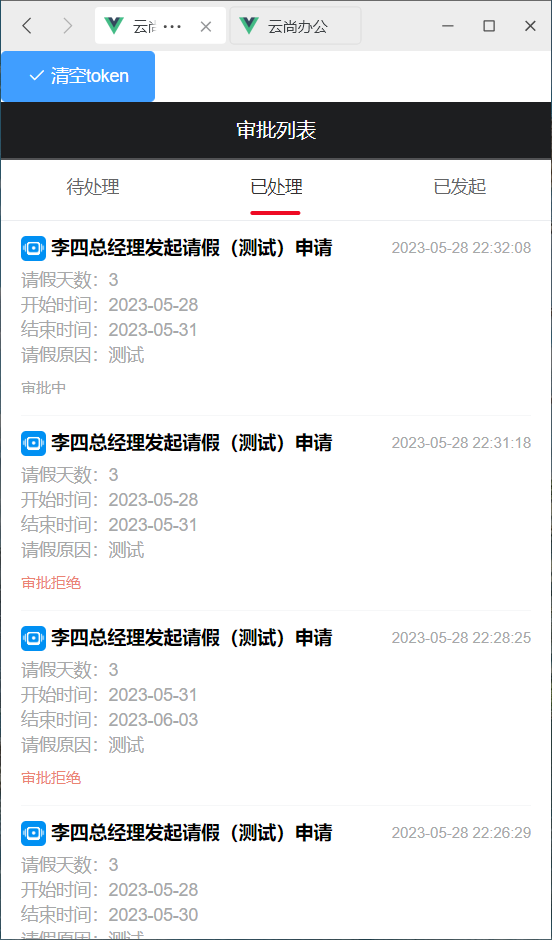 云尚 ···
云尚办公
清空token
审批列表
待处理 已处理 已发起
李四总经理发起请假（测试）申请 2023-05-28 22:32:08
请假天数：3
开始时间：2023-05-28
结束时间：2023-05-31
请假原因：测试
审批中
李四总经理发起请假（测试）申请 2023-05-28 22:31:18
请假天数：3
开始时间：2023-05-28
结束时间：2023-05-31
请假原因：测试
审批拒绝
李四总经理发起请假（测试）申请 2023-05-28 22:28:25
请假天数：3
开始时间：2023-05-31
结束时间：2023-06-03
请假原因：测试
审批拒绝
李四总经理发起请假（测试）申请 2023-05-28 22:26:29
请假天数：3
开始时间：2023-05-28
结束时间：2023-05-30
请假原因：测试